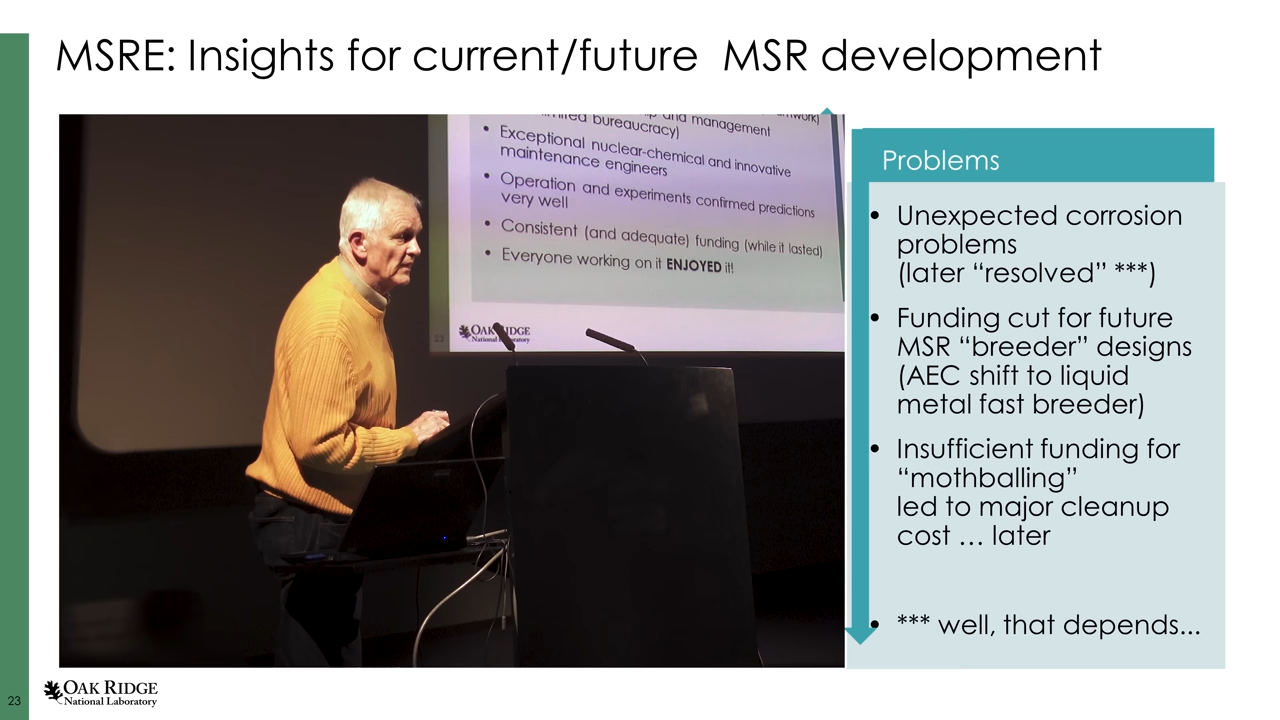 MSRE: Insights for current/future MSR development
and management
bureaucracy)
• Exceptional nuclear-chemical and innovative
maintenance engineers
• Operation and experiments confirmed predictions
very well
• Consistent (and adequate) funding (while it lasted)
• Everyone working on it ENJOYED it!
23
OAK RIDGE
National Laboratory
Problems
• Unexpected corrosion
problems
(later “resolved” ***)
• Funding cut for future
MSR “breeder” designs
(AEC shift to liquid
metal fast breeder)
• Insufficient funding for
“mothballing”
led to major cleanup
cost … later
• *** well, that depends...
23
OAK RIDGE
National Laboratory